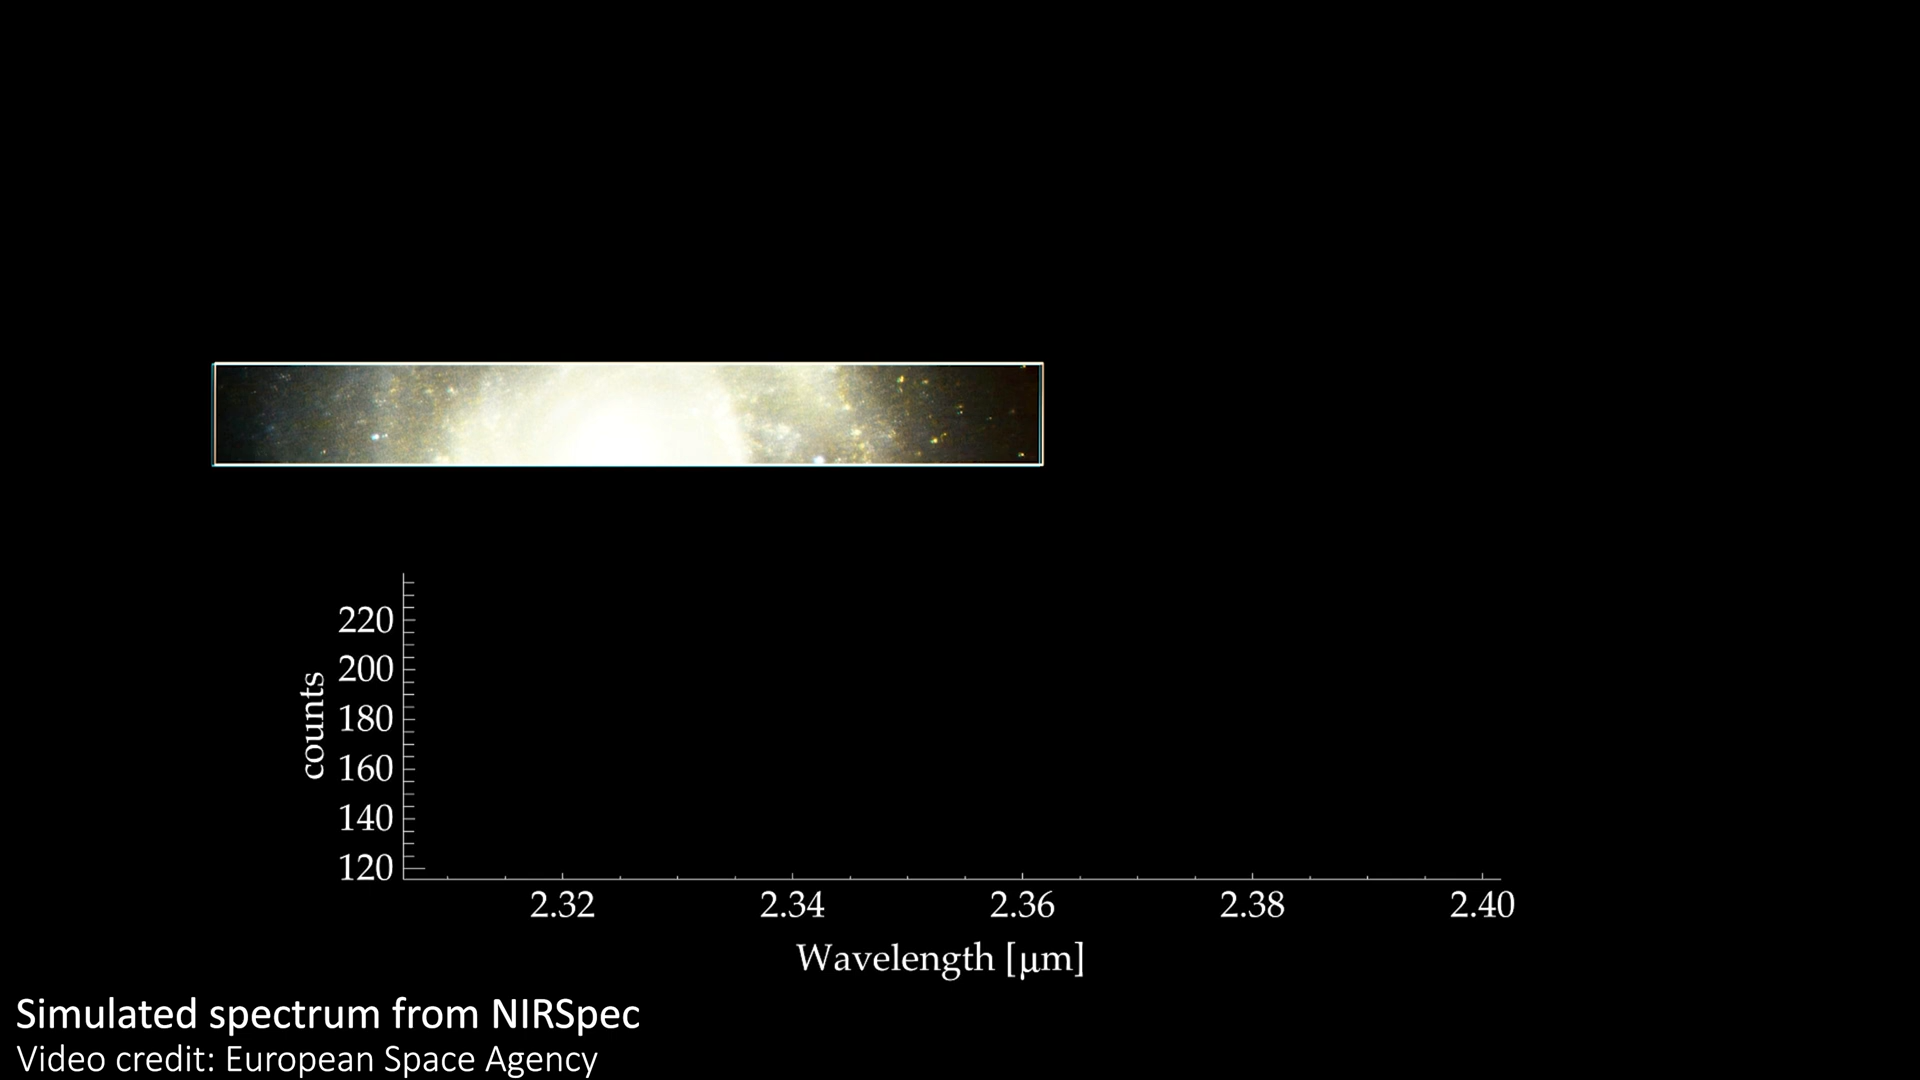 220
200
180
160
140
120
counts
2.32 2.34 2.36 2.38 2.40
Wavelength [μm]
Simulated spectrum from NIRSpec
Video credit: European Space Agency